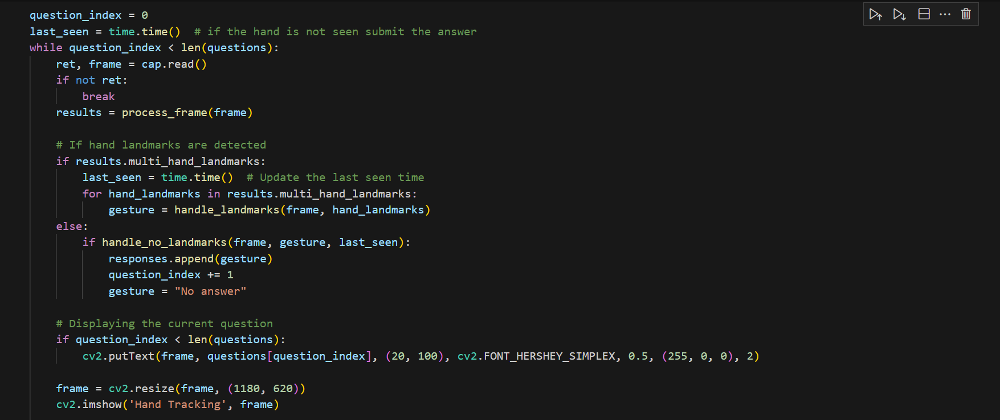 question_index = 0
last_seen = time.time()  # if the hand is not seen submit the answer
while question_index < len(questions):
    ret, frame = cap.read()
    if not ret:
        break
    results = process_frame(frame)

    # If hand landmarks are detected
    if results.multi_hand_landmarks:
        last_seen = time.time()  # Update the last seen time
        for hand_landmarks in results.multi_hand_landmarks:
            gesture = handle_landmarks(frame, hand_landmarks)
    else:
        if handle_no_landmarks(frame, gesture, last_seen):
            responses.append(gesture)
            question_index += 1
            gesture = "No answer"

    # Displaying the current question
    if question_index < len(questions):
        cv2.putText(frame, questions[question_index], (20, 100), cv2.FONT_HERSHEY_SIMPLEX, 0.5, (255, 0, 0), 2)

    frame = cv2.resize(frame, (1180, 620))
    cv2.imshow('Hand Tracking', frame)